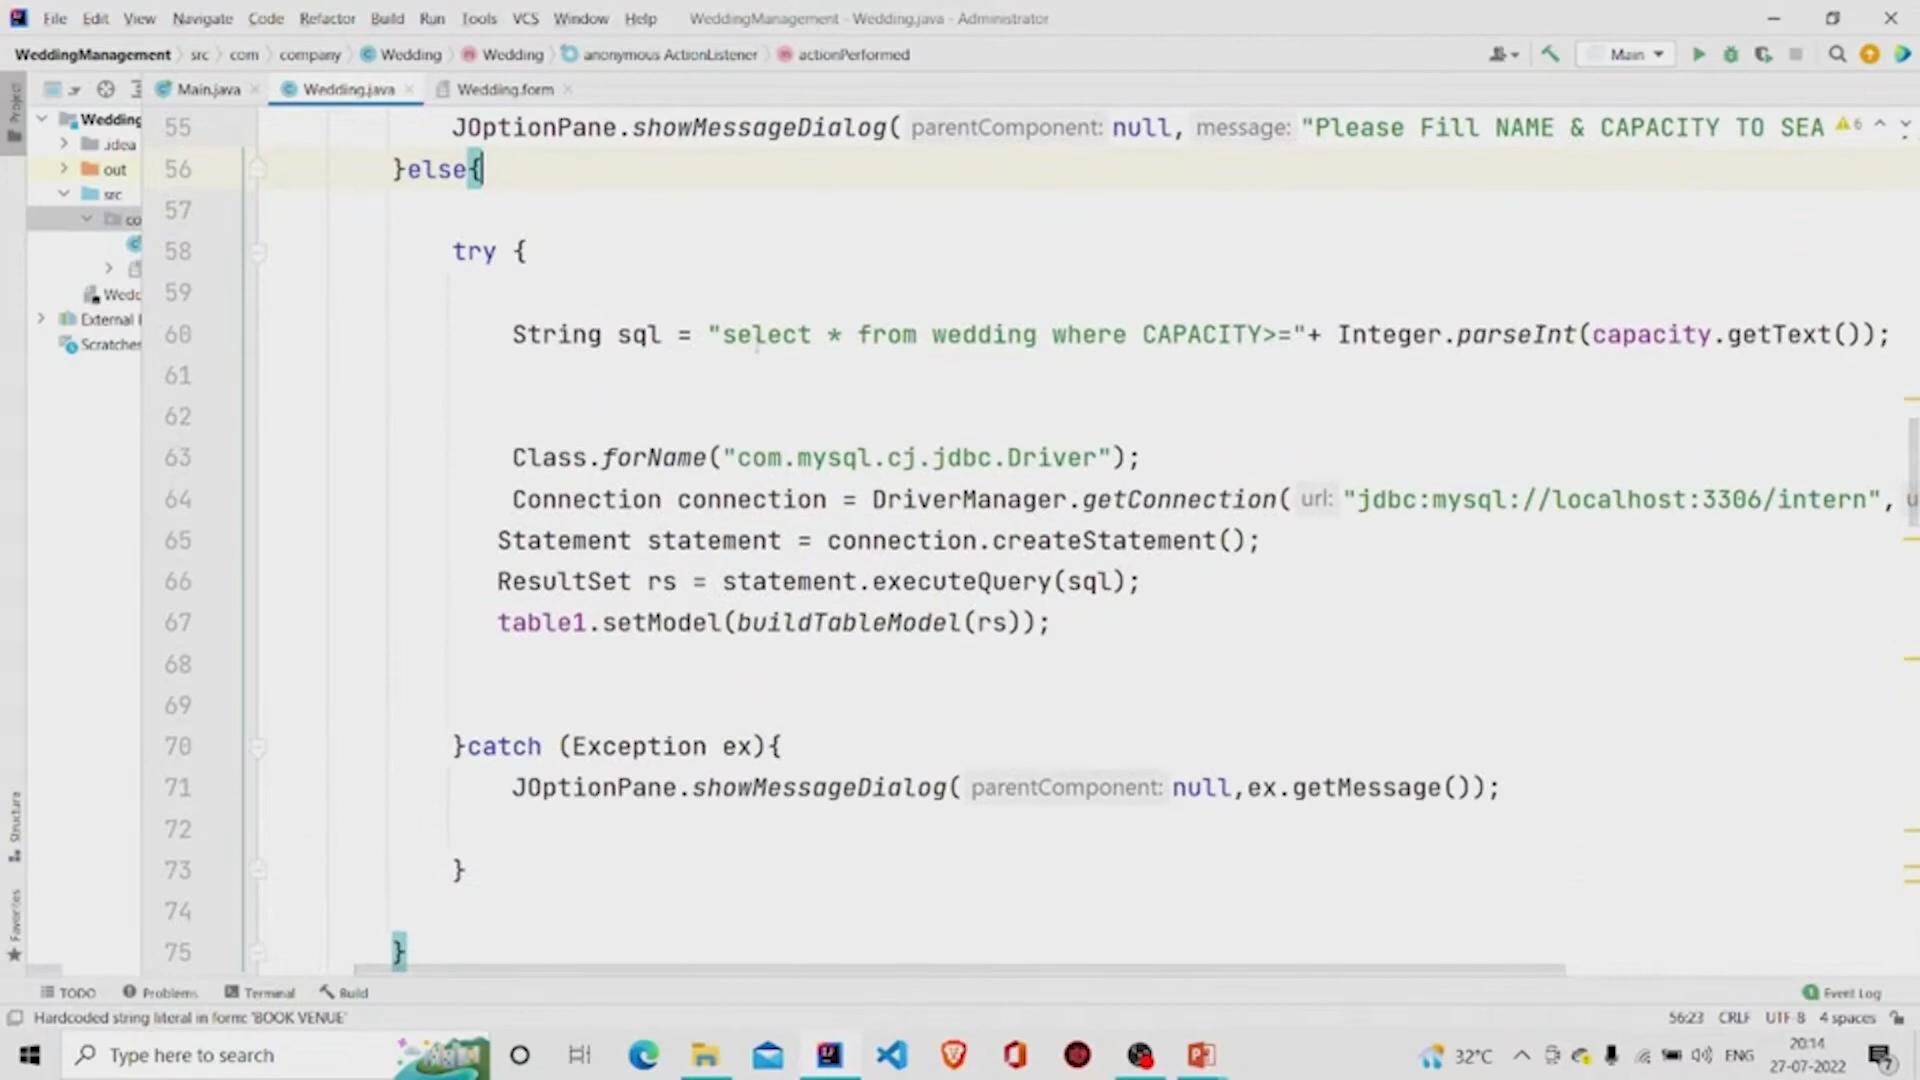 File Edit View Navigate Code Refactor Build Run Tools VCS Window Help WeddingManagement - Wedding.java - Administrator
WeddingManagement src com company Wedding Wedding anonymous ActionListener actionPerformed Main
Project
Main.java Wedding.java Wedding.form
Wedding
.idea
out
src
co
Wedd
External
Scratches
55 JOptionPane.showMessageDialog( parentComponent: null, message: "Please Fill NAME & CAPACITY TO SEA 6
56 }else{
57
58 try {
59
60 String sql = "select * from wedding where CAPACITY>="+ Integer.parseInt(capacity.getText());
61
62
63 Class.forName("com.mysql.cj.jdbc.Driver");
64 Connection connection = DriverManager.getConnection( url: "jdbc:mysql://localhost:3306/intern", u
65 Statement statement = connection.createStatement();
66 ResultSet rs = statement.executeQuery(sql);
67 table1.setModel(buildTableModel(rs));
68
69
70 }catch (Exception ex){
71 JOptionPane.showMessageDialog( parentComponent: null,ex.getMessage());
72
73 }
74
75 }
Structure
Favorites
TODO Problems Terminal Build 1 Event Log
Hardcoded string literal in form: 'BOOK VENUE' 56:23 CRLF UTF-8 4 spaces
Type here to search 32°C ENG 20:14
27-07-2022 7